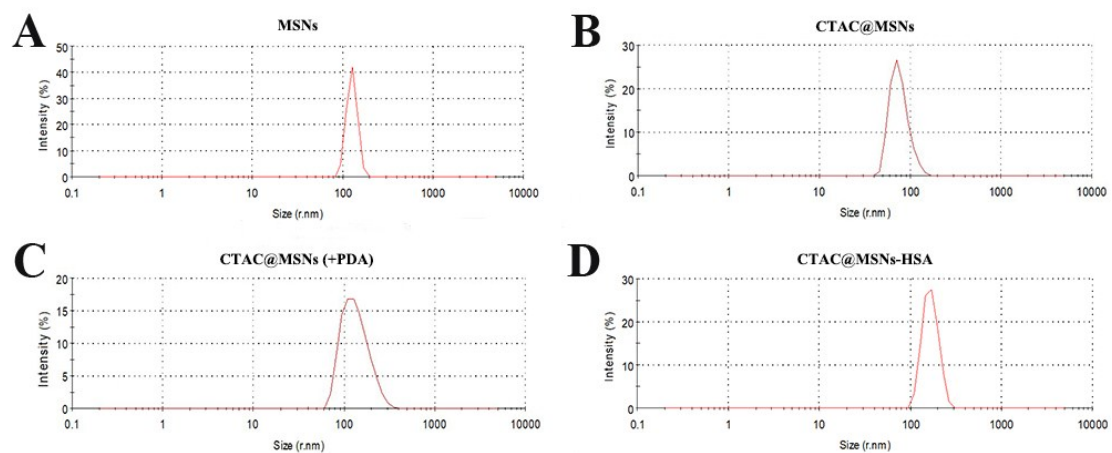 A
MSNs
Intensity (%)
50
40
30
20
10
0
0.1 1 10 100 1000 10000
Size (r.nm)
B
CTAC@MSNs
Intensity (%)
30
20
10
0
0.1 1 10 100 1000 10000
Size (r.nm)
C
CTAC@MSNs (+PDA)
Intensity (%)
20
15
10
5
0
0.1 1 10 100 1000 10000
Size (r.nm)
D
CTAC@MSNs-HSA
Intensity (%)
30
20
10
0
0.1 1 10 100 1000 10000
Size (r.nm)